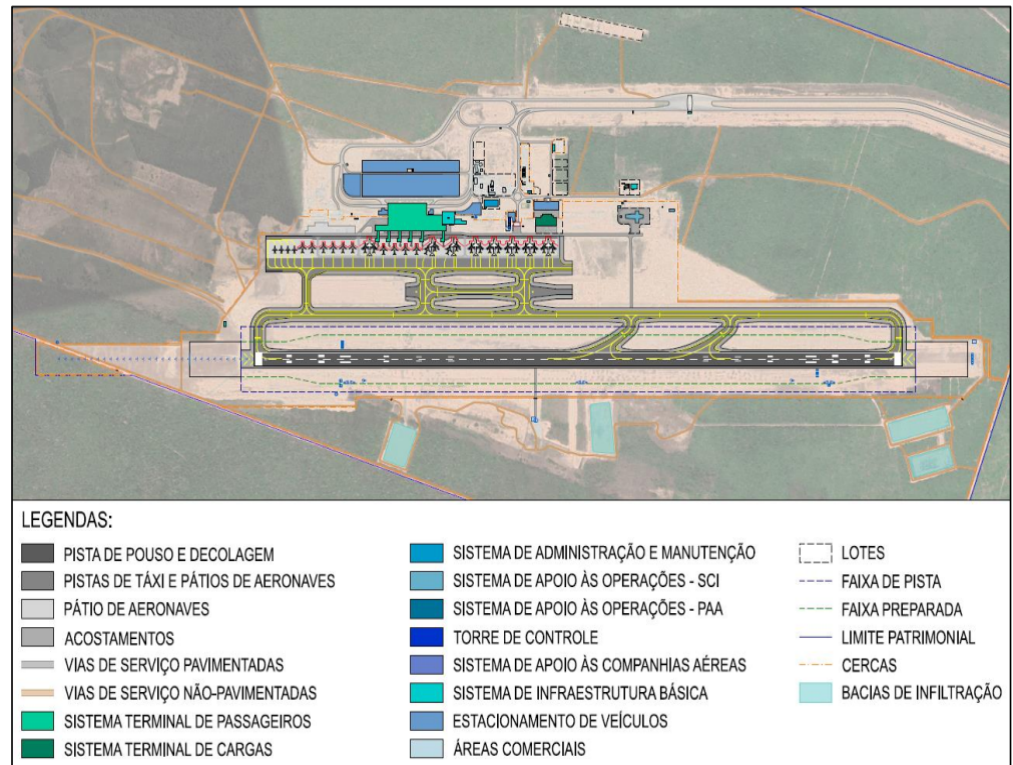 LEGENDAS:
PISTA DE POUSO E DECOLAGEM
PISTAS DE TÁXI E PÁTIOS DE AERONAVES
PÁTIO DE AERONAVES
ACOSTAMENTOS
VIAS DE SERVIÇO PAVIMENTADAS
VIAS DE SERVIÇO NÃO-PAVIMENTADAS
SISTEMA TERMINAL DE PASSAGEIROS
SISTEMA TERMINAL DE CARGAS
SISTEMA DE ADMINISTRAÇÃO E MANUTENÇÃO
SISTEMA DE APOIO ÀS OPERAÇÕES - SCI
SISTEMA DE APOIO ÀS OPERAÇÕES - PAA
TORRE DE CONTROLE
SISTEMA DE APOIO ÀS COMPANHIAS AÉREAS
SISTEMA DE INFRAESTRUTURA BÁSICA
ESTACIONAMENTO DE VEÍCULOS
ÁREAS COMERCIAIS
LOTES
FAIXA DE PISTA
FAIXA PREPARADA
LIMITE PATRIMONIAL
CERCAS
BACIAS DE INFILTRAÇÃO